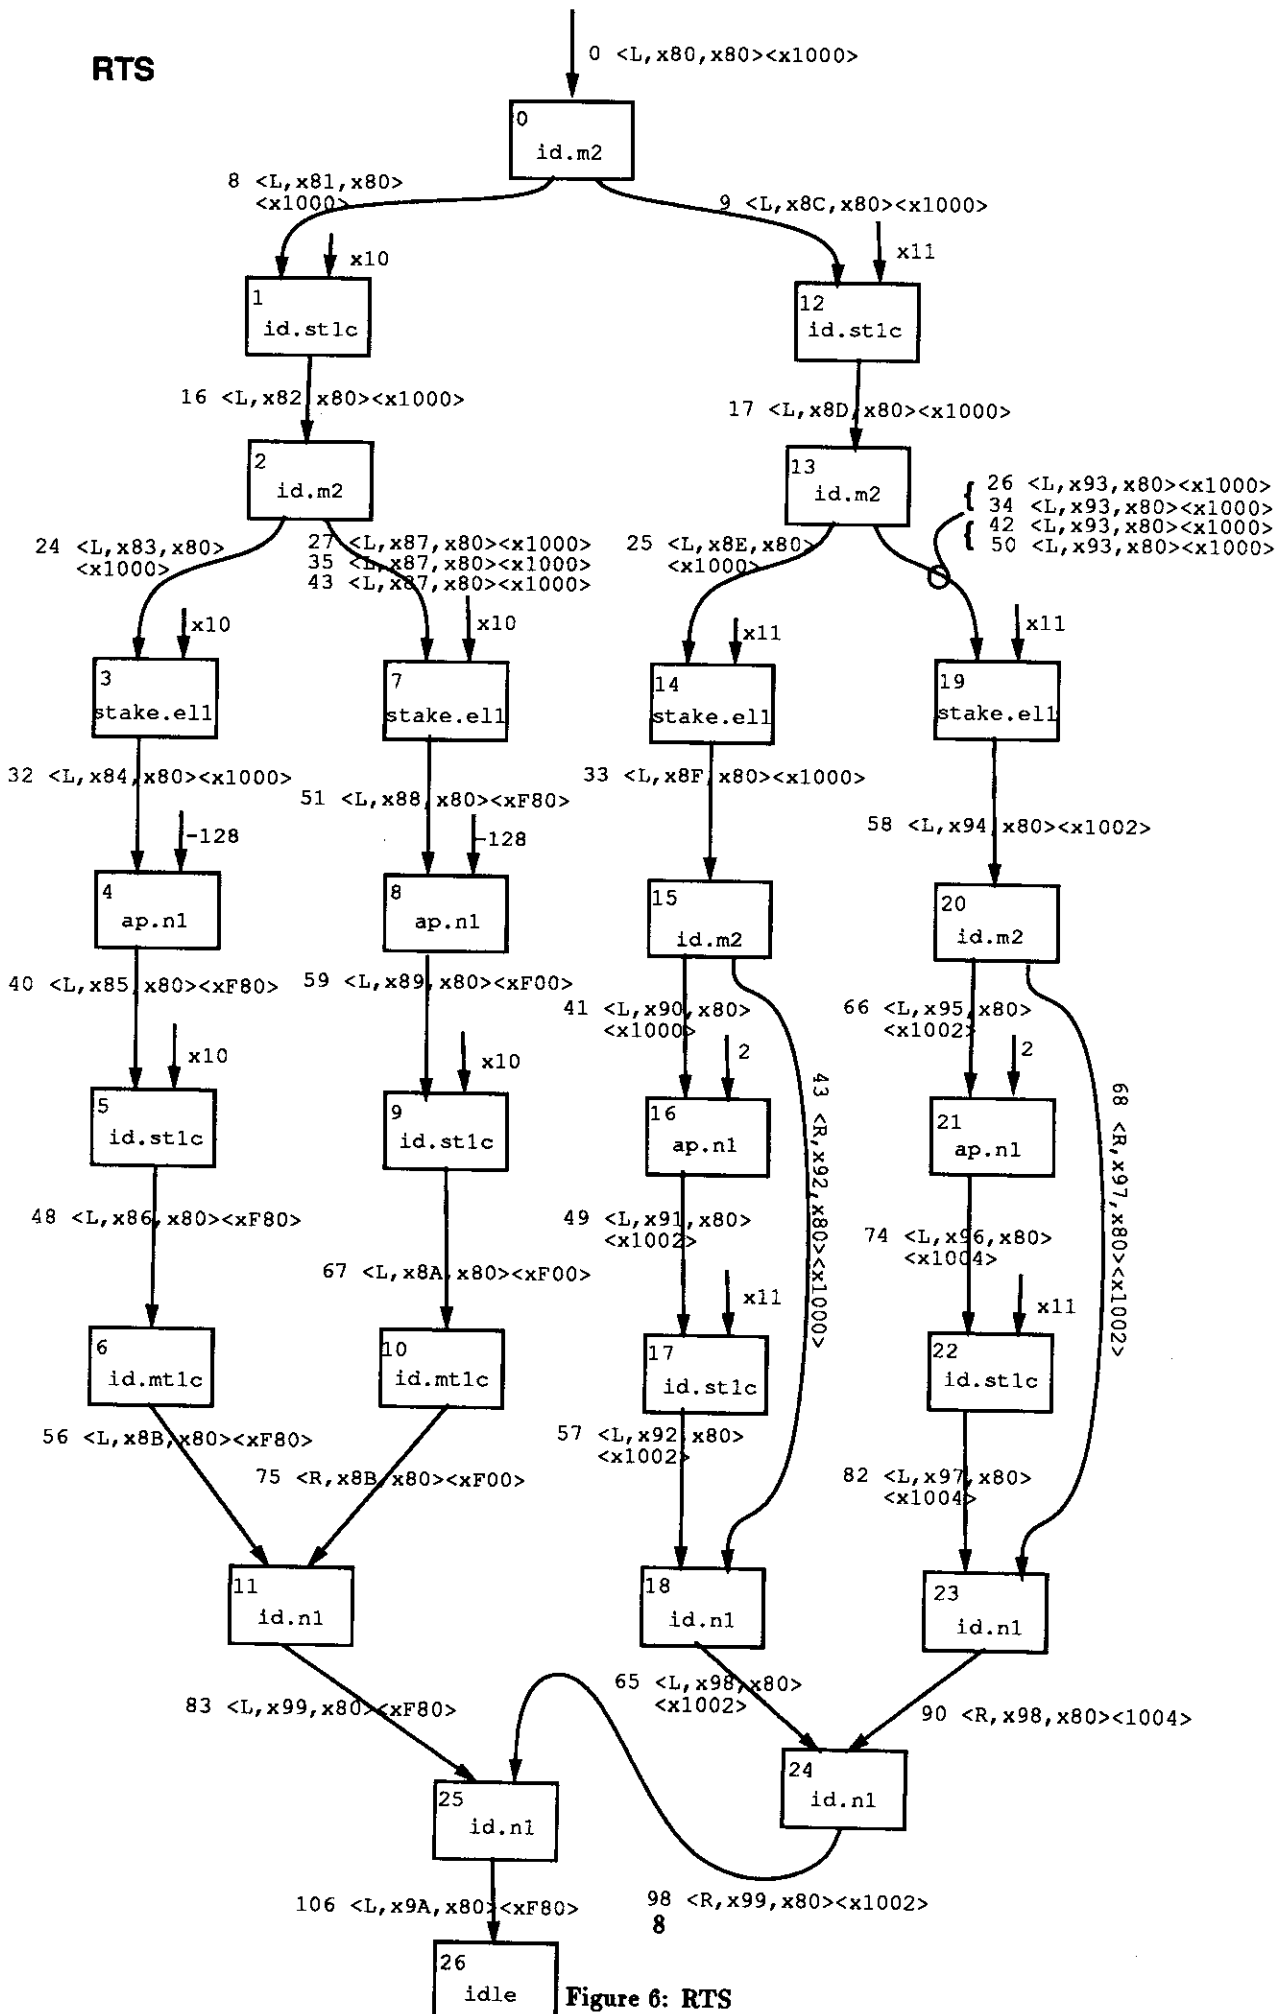 RTS
0 <L,x80,x80><x1000>
0
id.m2
8 <L,x81,x80>
<x1000>
9 <L,x8C,x80><x1000>
x10
x11
1
id.st1c
12
id.st1c
16 <L,x82,x80><x1000>
17 <L,x8D,x80><x1000>
2
id.m2
13
id.m2
{ 26 <L,x93,x80><x1000>
34 <L,x93,x80><x1000>
{ 42 <L,x93,x80><x1000>
50 <L,x93,x80><x1000>
24 <L,x83,x80>
<x1000>
27 <L,x87,x80><x1000>
35 <L,x87,x80><x1000>
43 <L,x87,x80><x1000>
25 <L,x8E,x80>
<x1000>
x10
x10
x11
x11
3
stake.el1
7
stake.el1
14
stake.el1
19
stake.el1
32 <L,x84,x80><x1000>
51 <L,x88,x80><xF80>
33 <L,x8F,x80><x1000>
58 <L,x94,x80><x1002>
-128
-128
4
ap.n1
8
ap.n1
15
id.m2
20
id.m2
40 <L,x85,x80><xF80>
59 <L,x89,x80><xF00>
41 <L,x90,x80>
<x1000>
66 <L,x95,x80>
<x1002>
x10
x10
2
2
43 <R,x92,x80><x1000>
68 <R,x97,x80><x1002>
5
id.st1c
9
id.st1c
16
ap.n1
21
ap.n1
48 <L,x86,x80><xF80>
67 <L,x8A,x80><xF00>
49 <L,x91,x80>
<x1002>
74 <L,x96,x80>
<x1004>
x11
x11
6
id.mt1c
10
id.mt1c
17
id.st1c
22
id.st1c
56 <L,x8B,x80><xF80>
75 <R,x8B,x80><xF00>
57 <L,x92,x80>
<x1002>
82 <L,x97,x80>
<x1004>
11
id.n1
18
id.n1
23
id.n1
83 <L,x99,x80><xF80>
65 <L,x98,x80>
<x1002>
90 <R,x98,x80><1004>
25
id.n1
24
id.n1
106 <L,x9A,x80><xF80>
98 <R,x99,x80><x1002>
8
26
idle
Figure 6: RTS